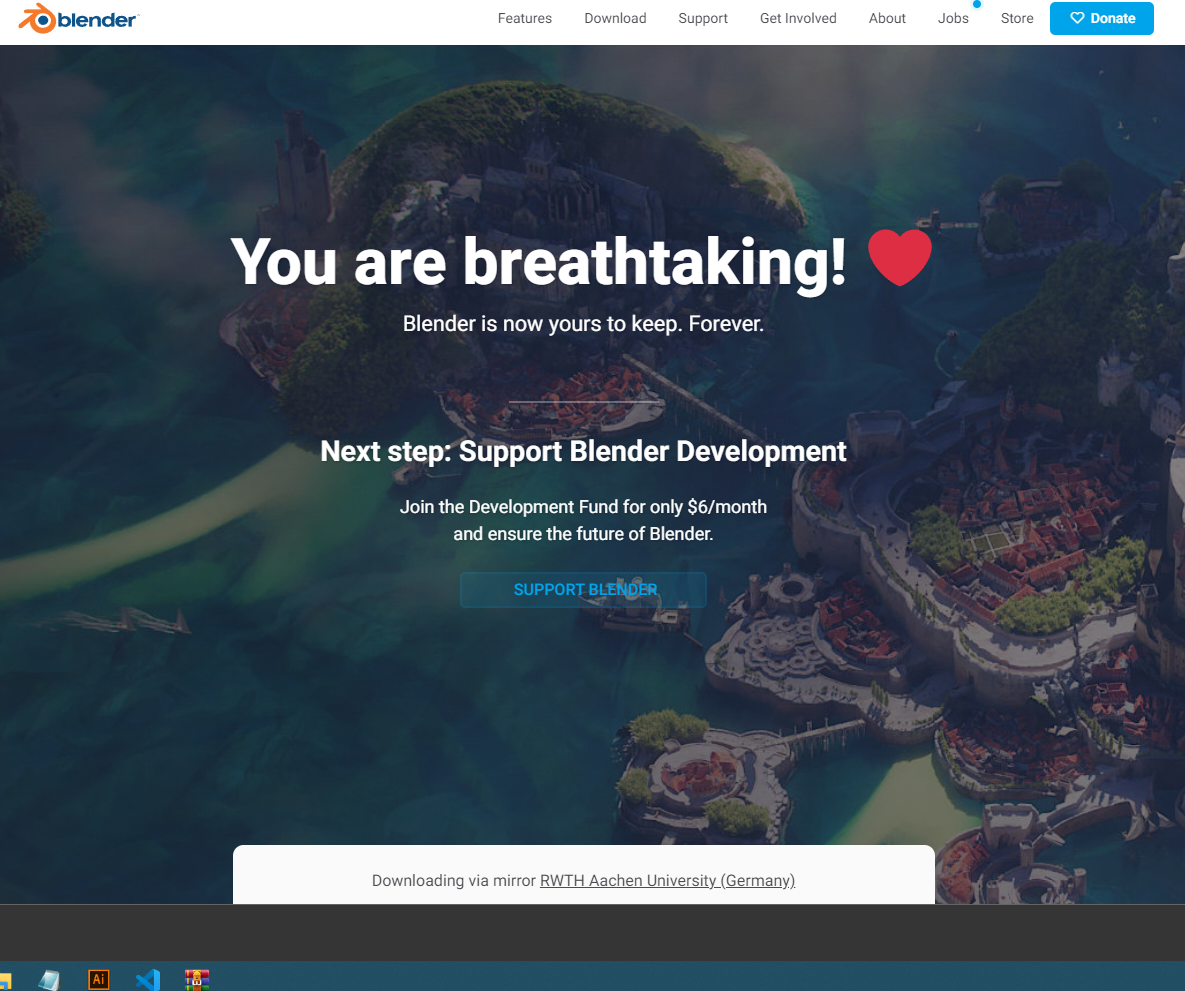 blender
Features Download Support Get Involved About Jobs Store Donate
You are breathtaking!
Blender is now yours to keep. Forever.
Next step: Support Blender Development
Join the Development Fund for only $6/month
and ensure the future of Blender.
SUPPORT BLENDER
Downloading via mirror RWTH Aachen University (Germany)
Ai